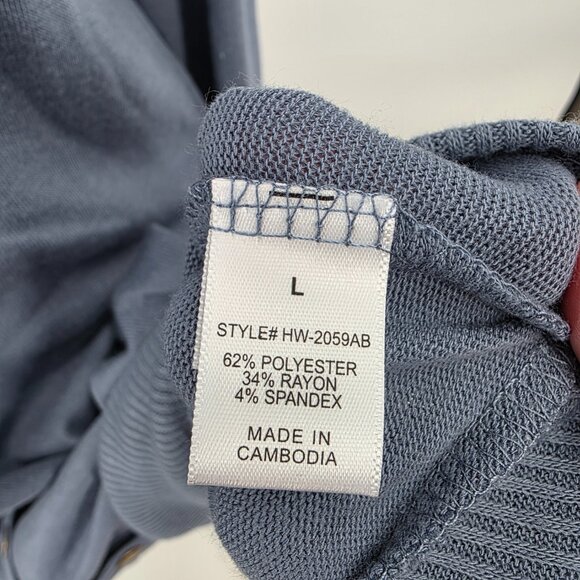 L
STYLE# HW-2059AB
62% POLYESTER
34% RAYON
4% SPANDEX
MADE IN
CAMBODIA